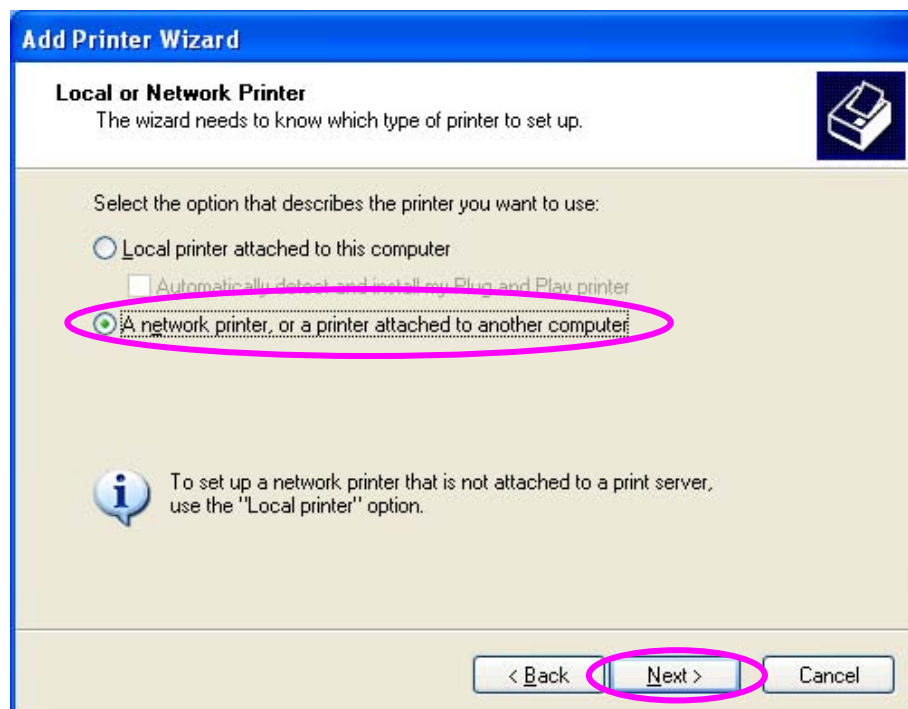 Add Printer Wizard
Local or Network Printer
The wizard needs to know which type of printer to set up.
Select the option that describes the printer you want to use:
Local printer attached to this computer
Automatically detect and install my Plug and Play printer
A network printer, or a printer attached to another computer
To set up a network printer that is not attached to a print server,
use the "Local printer" option.
< Back Next > Cancel